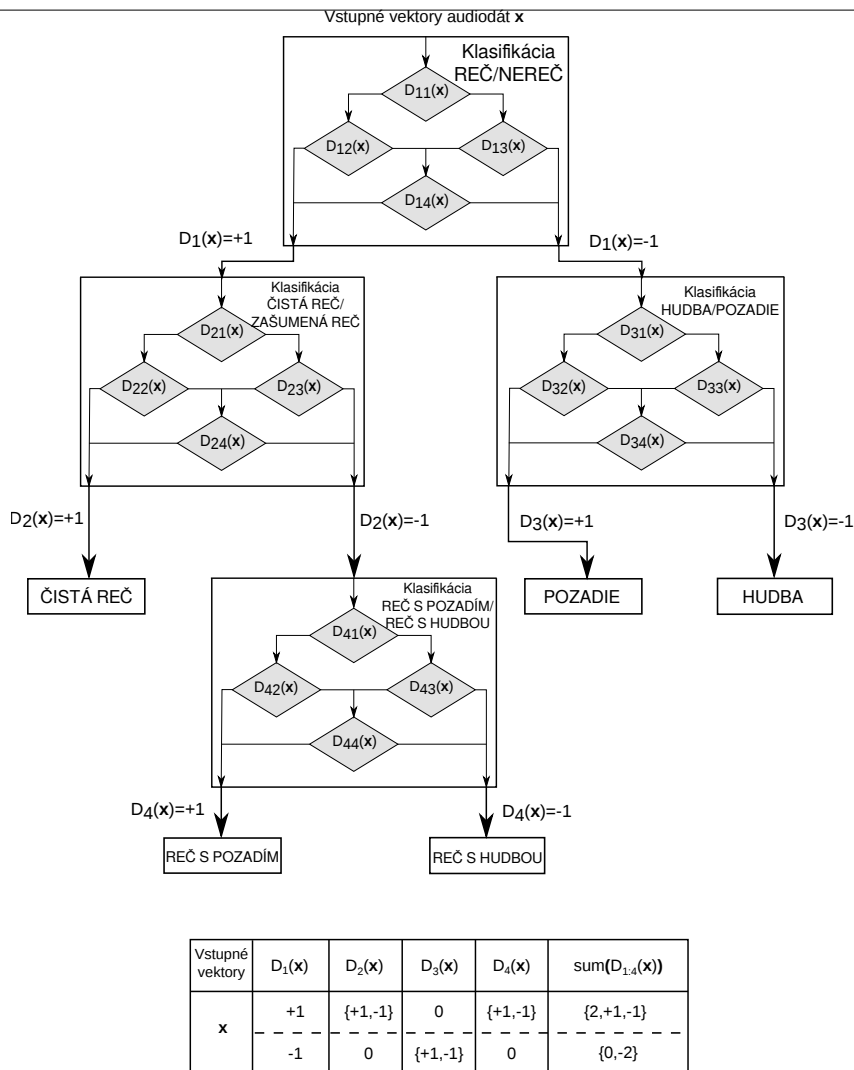 Vstupné vektory audiodát x
Klasifikácia
REČ/NEREČ
D11(x)
D12(x)
D13(x)
D14(x)
D1(x)=+1
D1(x)=-1
Klasifikácia
ČISTÁ REČ/
ZAŠUMENÁ REČ
D21(x)
D22(x)
D23(x)
D24(x)
Klasifikácia
HUDBA/POZADIE
D31(x)
D32(x)
D33(x)
D34(x)
D2(x)=+1
D2(x)=-1
D3(x)=+1
D3(x)=-1
ČISTÁ REČ
POZADIE
HUDBA
Klasifikácia
REČ S POZADÍM/
REČ S HUDBOU
D41(x)
D42(x)
D43(x)
D44(x)
D4(x)=+1
D4(x)=-1
REČ S POZADÍM
REČ S HUDBOU
Vstupné
vektory
D1(x) D2(x) D3(x) D4(x) sum(D1:4(x))
x
+1 {+1,-1} 0 {+1,-1} {2,+1,-1}
-1 0 {+1,-1} 0 {0,-2}